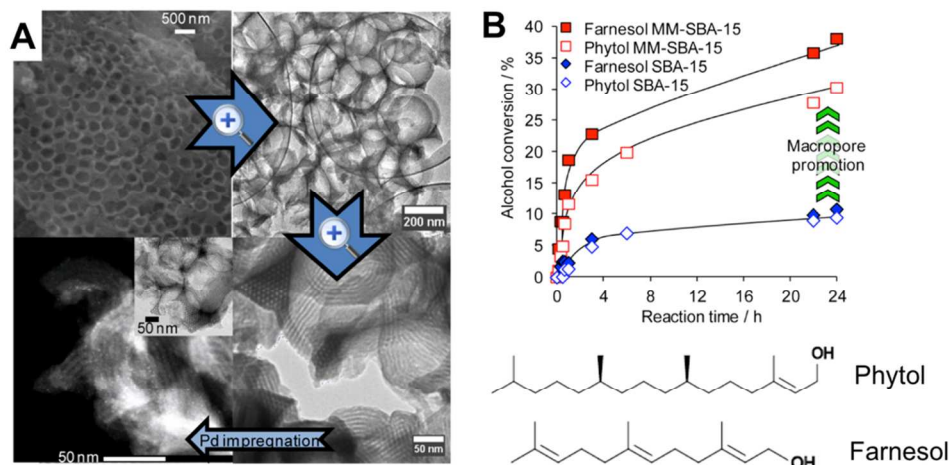 A
500 nm
200 nm
50 nm
Pd impregnation
50 nm
50 nm
B
Alcohol conversion / %
40
35
30
25
20
15
10
5
0
Farnesol MM-SBA-15
Phytol MM-SBA-15
Farnesol SBA-15
Phytol SBA-15
Macropore
promotion
0 4 8 12 16 20 24
Reaction time / h
OH
Phytol
OH
Farnesol